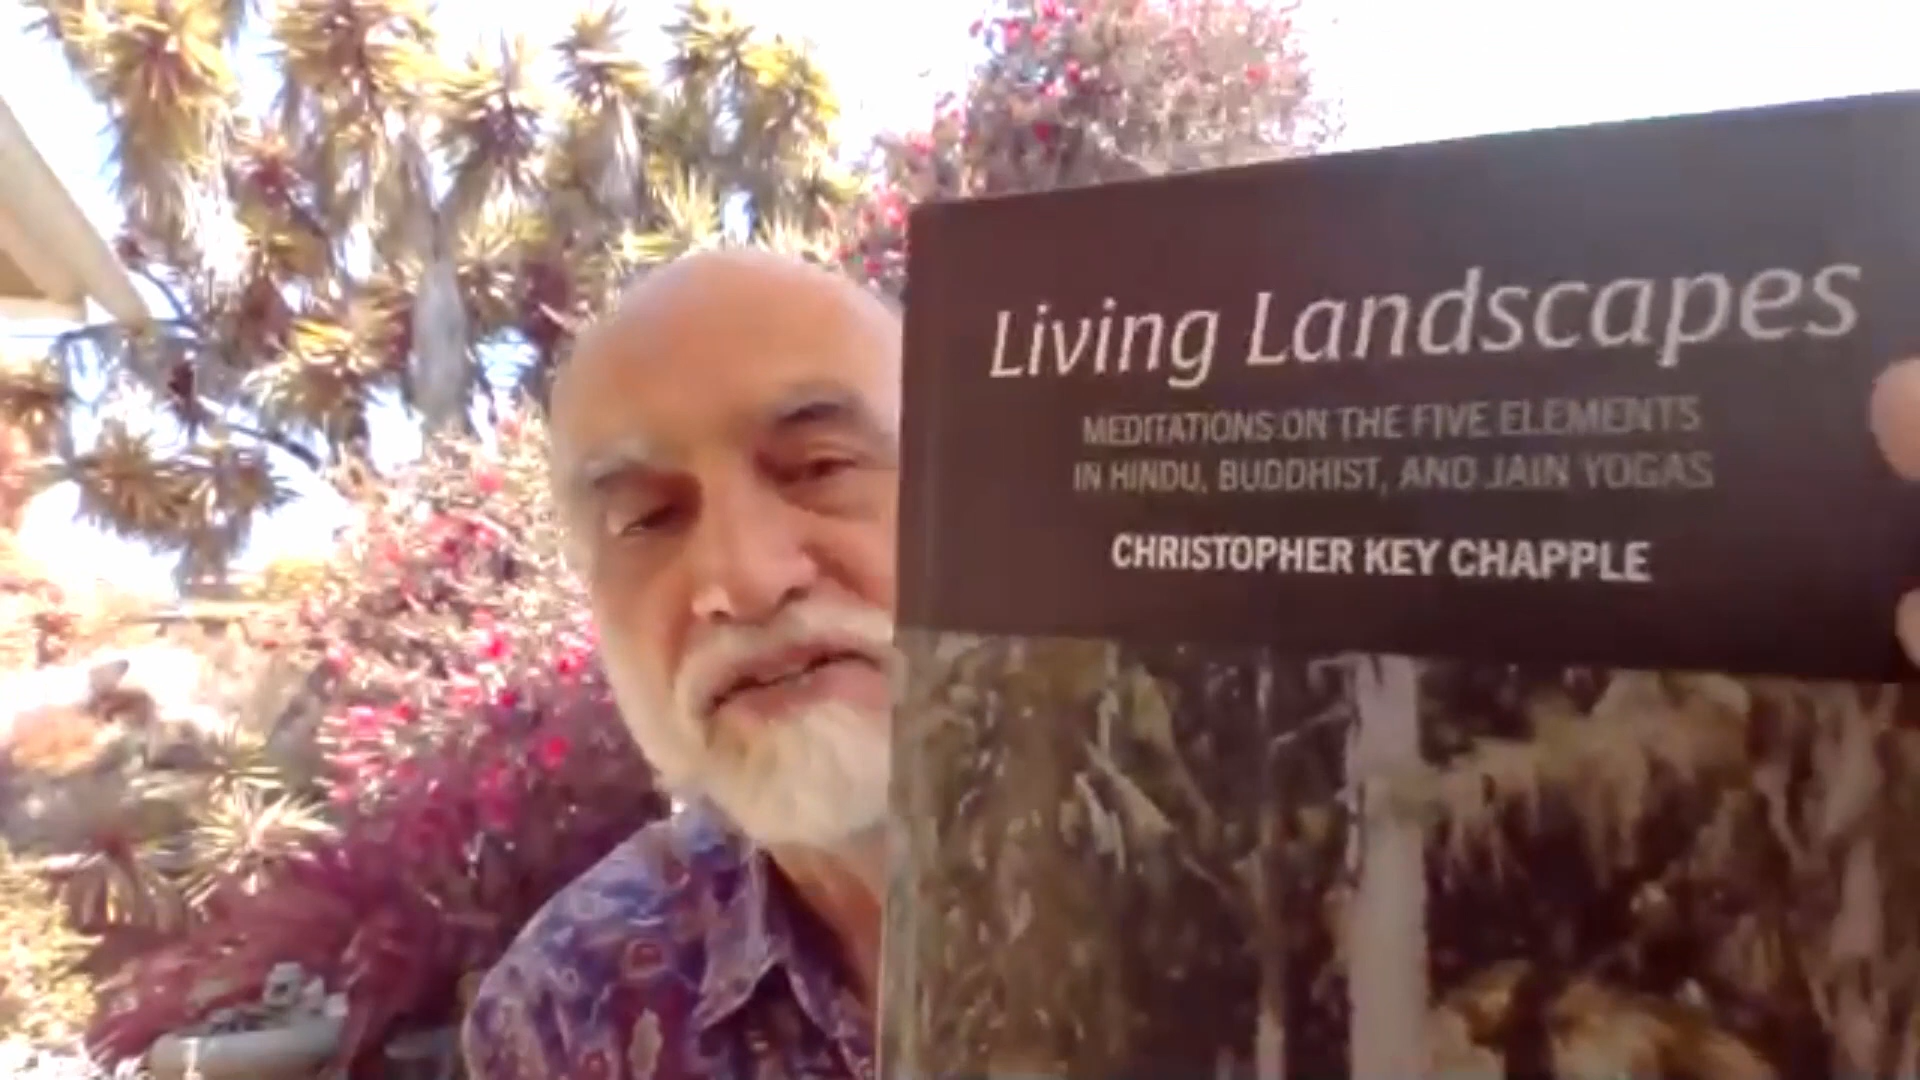 Living Landscapes
MEDITATIONS ON THE FIVE ELEMENTS
IN HINDU, BUDDHIST, AND JAIN YOGAS
CHRISTOPHER KEY CHAPPLE